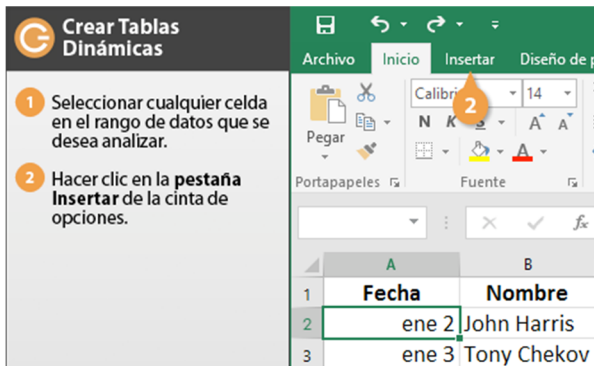 Crear Tablas
Dinámicas
1 Seleccionar cualquier celda
en el rango de datos que se
desea analizar.
2 Hacer clic en la pestaña
Insertar de la cinta de
opciones.
Archivo Inicio Insertar Diseño de p
Calibri 14
2
Pegar N K S A A
A
Portapapeles Fuente
fx
A B
1 Fecha Nombre
2 ene 2 John Harris
3 ene 3 Tony Chekov